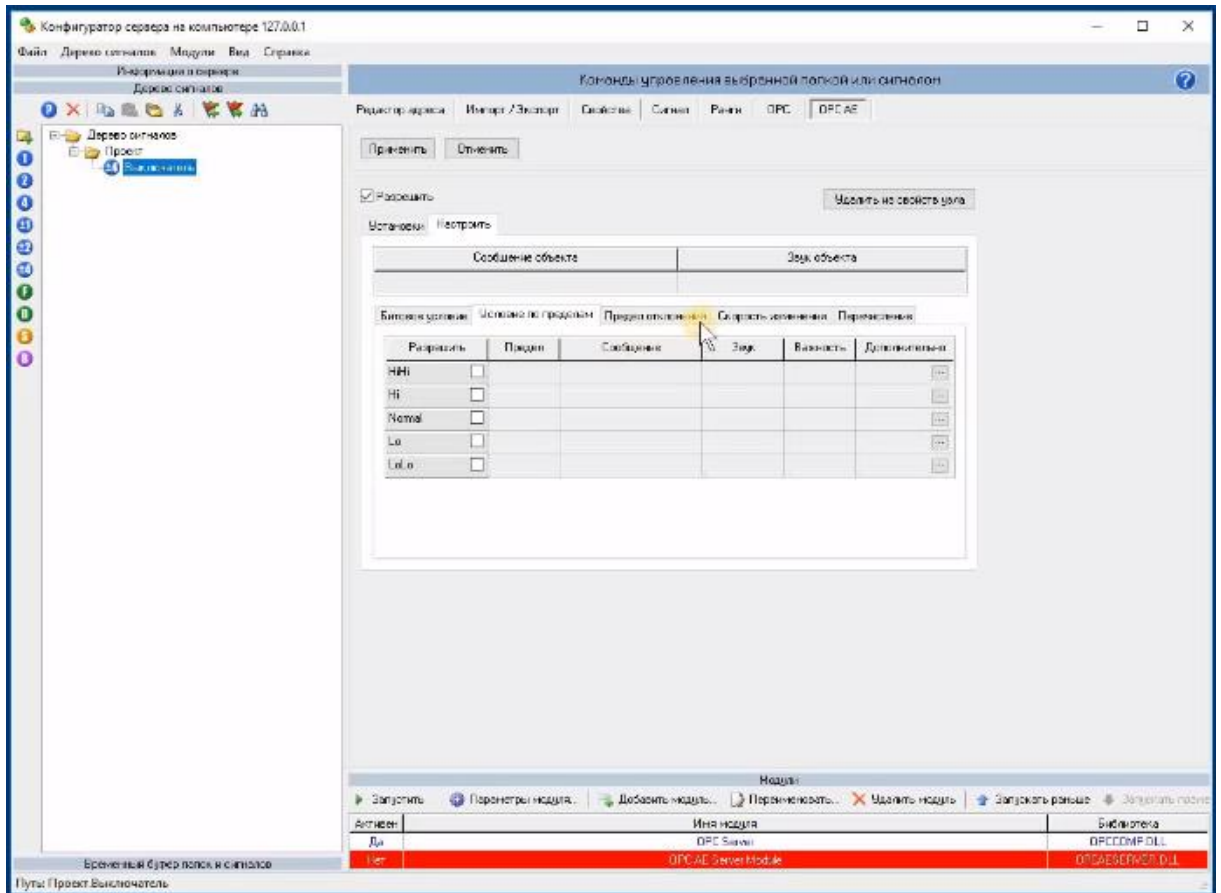 Конфигуратор сервера на компьютере 127.0.0.1
Файл Дерево сигналов Модули Вид Справка
Информация о сервере
Дерево сигналов
Команды управления выбранной папкой или сигналом
Редактор адреса Импорт / Экспорт Свойства Сигнал Ранги OPC OPC AE
Дерево сигналов
Проект
Выключатель
Применить Отменить
Разрешить
Удалить из свойств узла
Установки Настроить
Сообщение объекта Звук объекта
Битовое условие Условие по пределам Предел отклонения Скорость изменения Перечисление
Разрешить Предел Сообщение Звук Важность Дополнительно
HiHi
Hi
Normal
Lo
LoLo
Модули
Запустить Параметры модуля... Добавить модуль... Переименовать... Удалить модуль Запускать раньше Запускать позже
Активен Имя модуля Библиотека
Да OPC Server OPCCOMP.DLL
Нет OPC AE Server Module OPCAESERVER.DLL
Временный буфер папок и сигналов
Путь: Проект.Выключатель